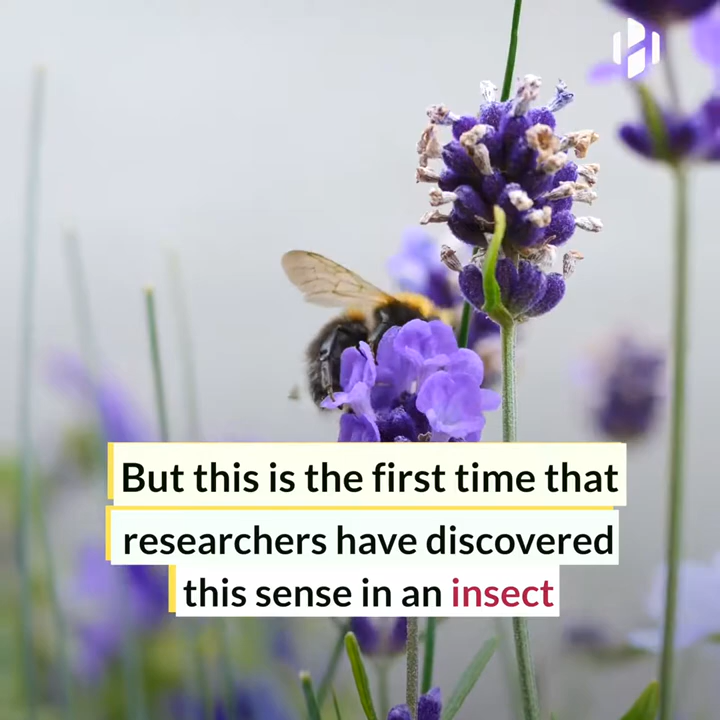 But this is the first time that
researchers have discovered
this sense in an insect